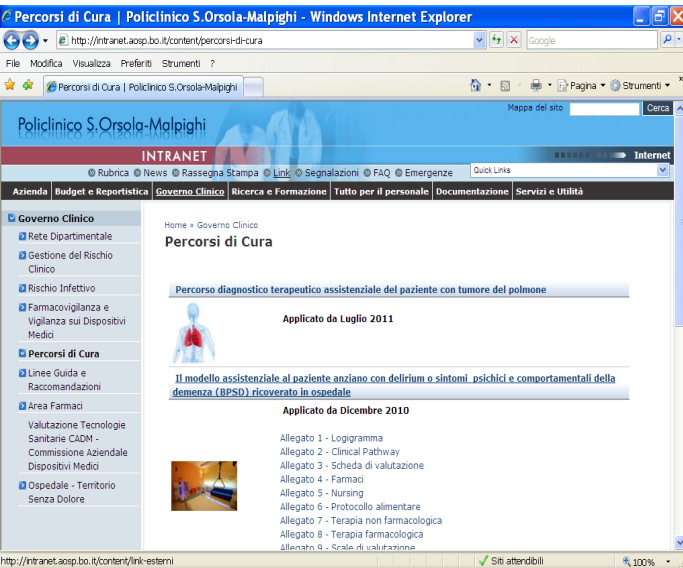 Percorsi di Cura | Policlinico S.Orsola-Malpighi - Windows Internet Explorer
http://intranet.aosp.bo.it/content/percorsi-di-cura
Google
File Modifica Visualizza Preferiti Strumenti ?
Percorsi di Cura | Policlinico S.Orsola-Malpighi
Pagina Strumenti »
Mappa del sito Cerca
Policlinico S.Orsola-Malpighi
INTRANET Internet
Rubrica News Rassegna Stampa Link Segnalazioni FAQ Emergenze Quick Links
Azienda Budget e Reportistica Governo Clinico Ricerca e Formazione Tutto per il personale Documentazione Servizi e Utilità
Governo Clinico
Rete Dipartimentale
Gestione del Rischio
Clinico
Rischio Infettivo
Farmacovigilanza e
Vigilanza sui Dispositivi
Medici
Percorsi di Cura
Linee Guida e
Raccomandazioni
Area Farmaci
Valutazione Tecnologie
Sanitarie CADM -
Commissione Aziendale
Dispositivi Medici
Ospedale - Territorio
Senza Dolore
Home » Governo Clinico
Percorsi di Cura
Percorso diagnostico terapeutico assistenziale del paziente con tumore del polmone
Applicato da Luglio 2011
Il modello assistenziale al paziente anziano con delirium o sintomi psichici e comportamentali della
demenza (BPSD) ricoverato in ospedale
Applicato da Dicembre 2010
Allegato 1 - Logigramma
Allegato 2 - Clinical Pathway
Allegato 3 - Scheda di valutazione
Allegato 4 - Farmaci
Allegato 5 - Nursing
Allegato 6 - Protocollo alimentare
Allegato 7 - Terapia non farmacologica
Allegato 8 - Terapia farmacologica
Allegato 9 - Scale di valutazione
http://intranet.aosp.bo.it/content/link-esterni Siti attendibili 100%